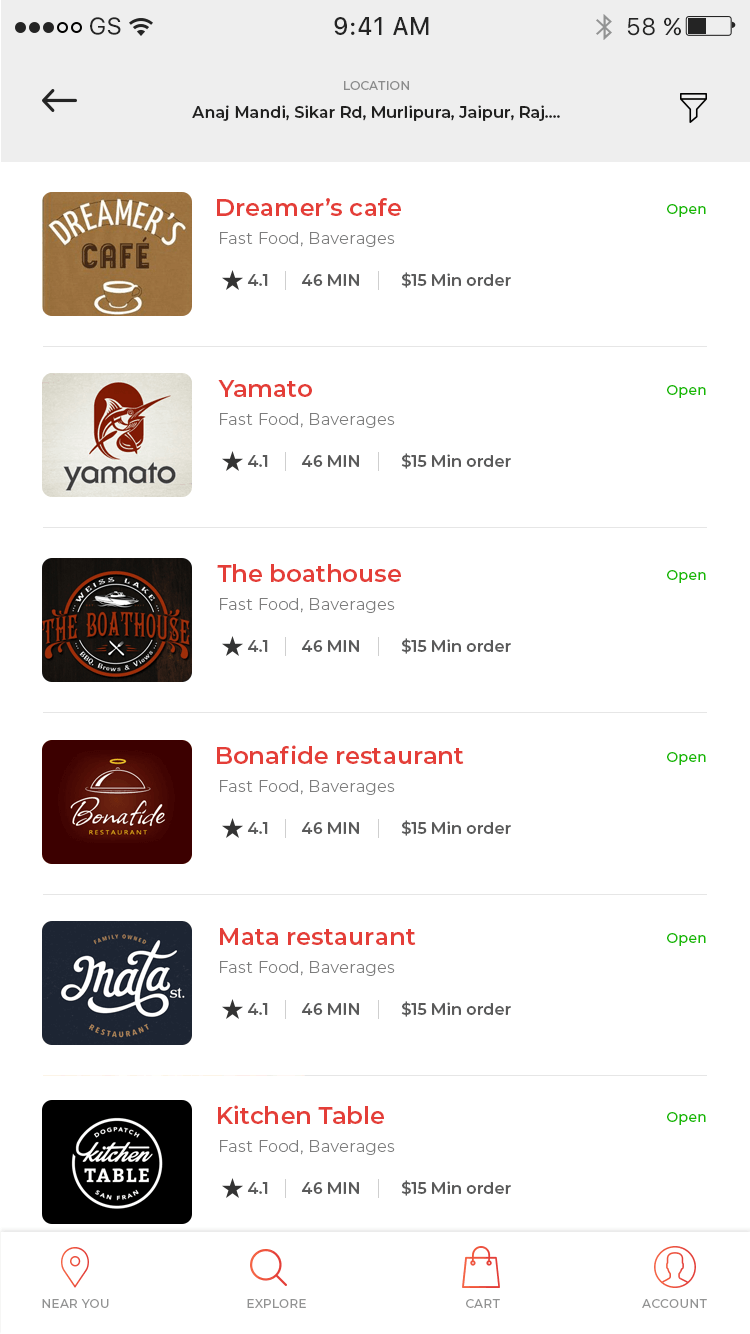 GS 9:41 AM 58 %
LOCATION
Anaj Mandi, Sikar Rd, Murlipura, Jaipur, Raj....
DREAMER'S
CAFÉ
Dreamer's cafe
Open
Fast Food, Baverages
4.1 46 MIN $15 Min order
yamato
Yamato
Open
Fast Food, Baverages
4.1 46 MIN $15 Min order
WEISS LAKE
THE BOATHOUSE
BBQ, Brews & Views
The boathouse
Open
Fast Food, Baverages
4.1 46 MIN $15 Min order
Bonafide
RESTAURANT
Bonafide restaurant
Open
Fast Food, Baverages
4.1 46 MIN $15 Min order
FAMILY OWNED
Mata
st.
RESTAURANT
Mata restaurant
Open
Fast Food, Baverages
4.1 46 MIN $15 Min order
DOGPATCH
kitchen
TABLE
SAN FRAN
Kitchen Table
Open
Fast Food, Baverages
4.1 46 MIN $15 Min order
NEAR YOU EXPLORE CART ACCOUNT